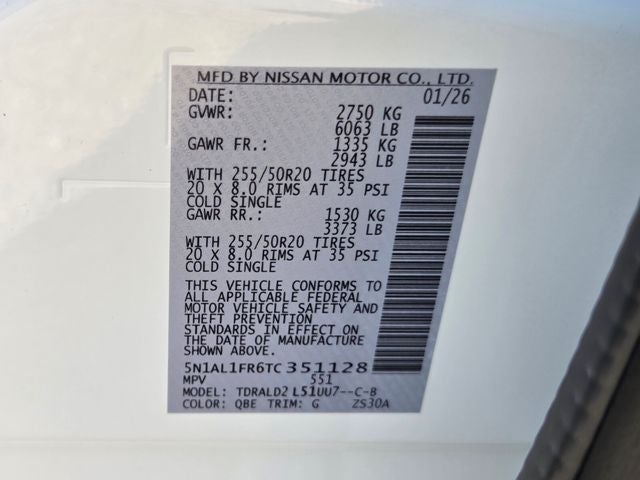 MFD BY NISSAN MOTOR CO., LTD.
DATE: 01/26
GVWR: 2750 KG
6063 LB
GAWR FR.: 1335 KG
2943 LB
WITH 255/50R20 TIRES
20 X 8.0 RIMS AT 35 PSI
COLD SINGLE
GAWR RR.: 1530 KG
3373 LB
WITH 255/50R20 TIRES
20 X 8.0 RIMS AT 35 PSI
COLD SINGLE
THIS VEHICLE CONFORMS TO
ALL APPLICABLE FEDERAL
MOTOR VEHICLE SAFETY AND
THEFT PREVENTION
STANDARDS IN EFFECT ON
THE DATE OF MANUFACTURE
SHOWN ABOVE.
5N1AL1FR6TC351128
MPV 551
MODEL: TDRALD2 L51UU7--C-B
COLOR: QBE TRIM: G ZS30A